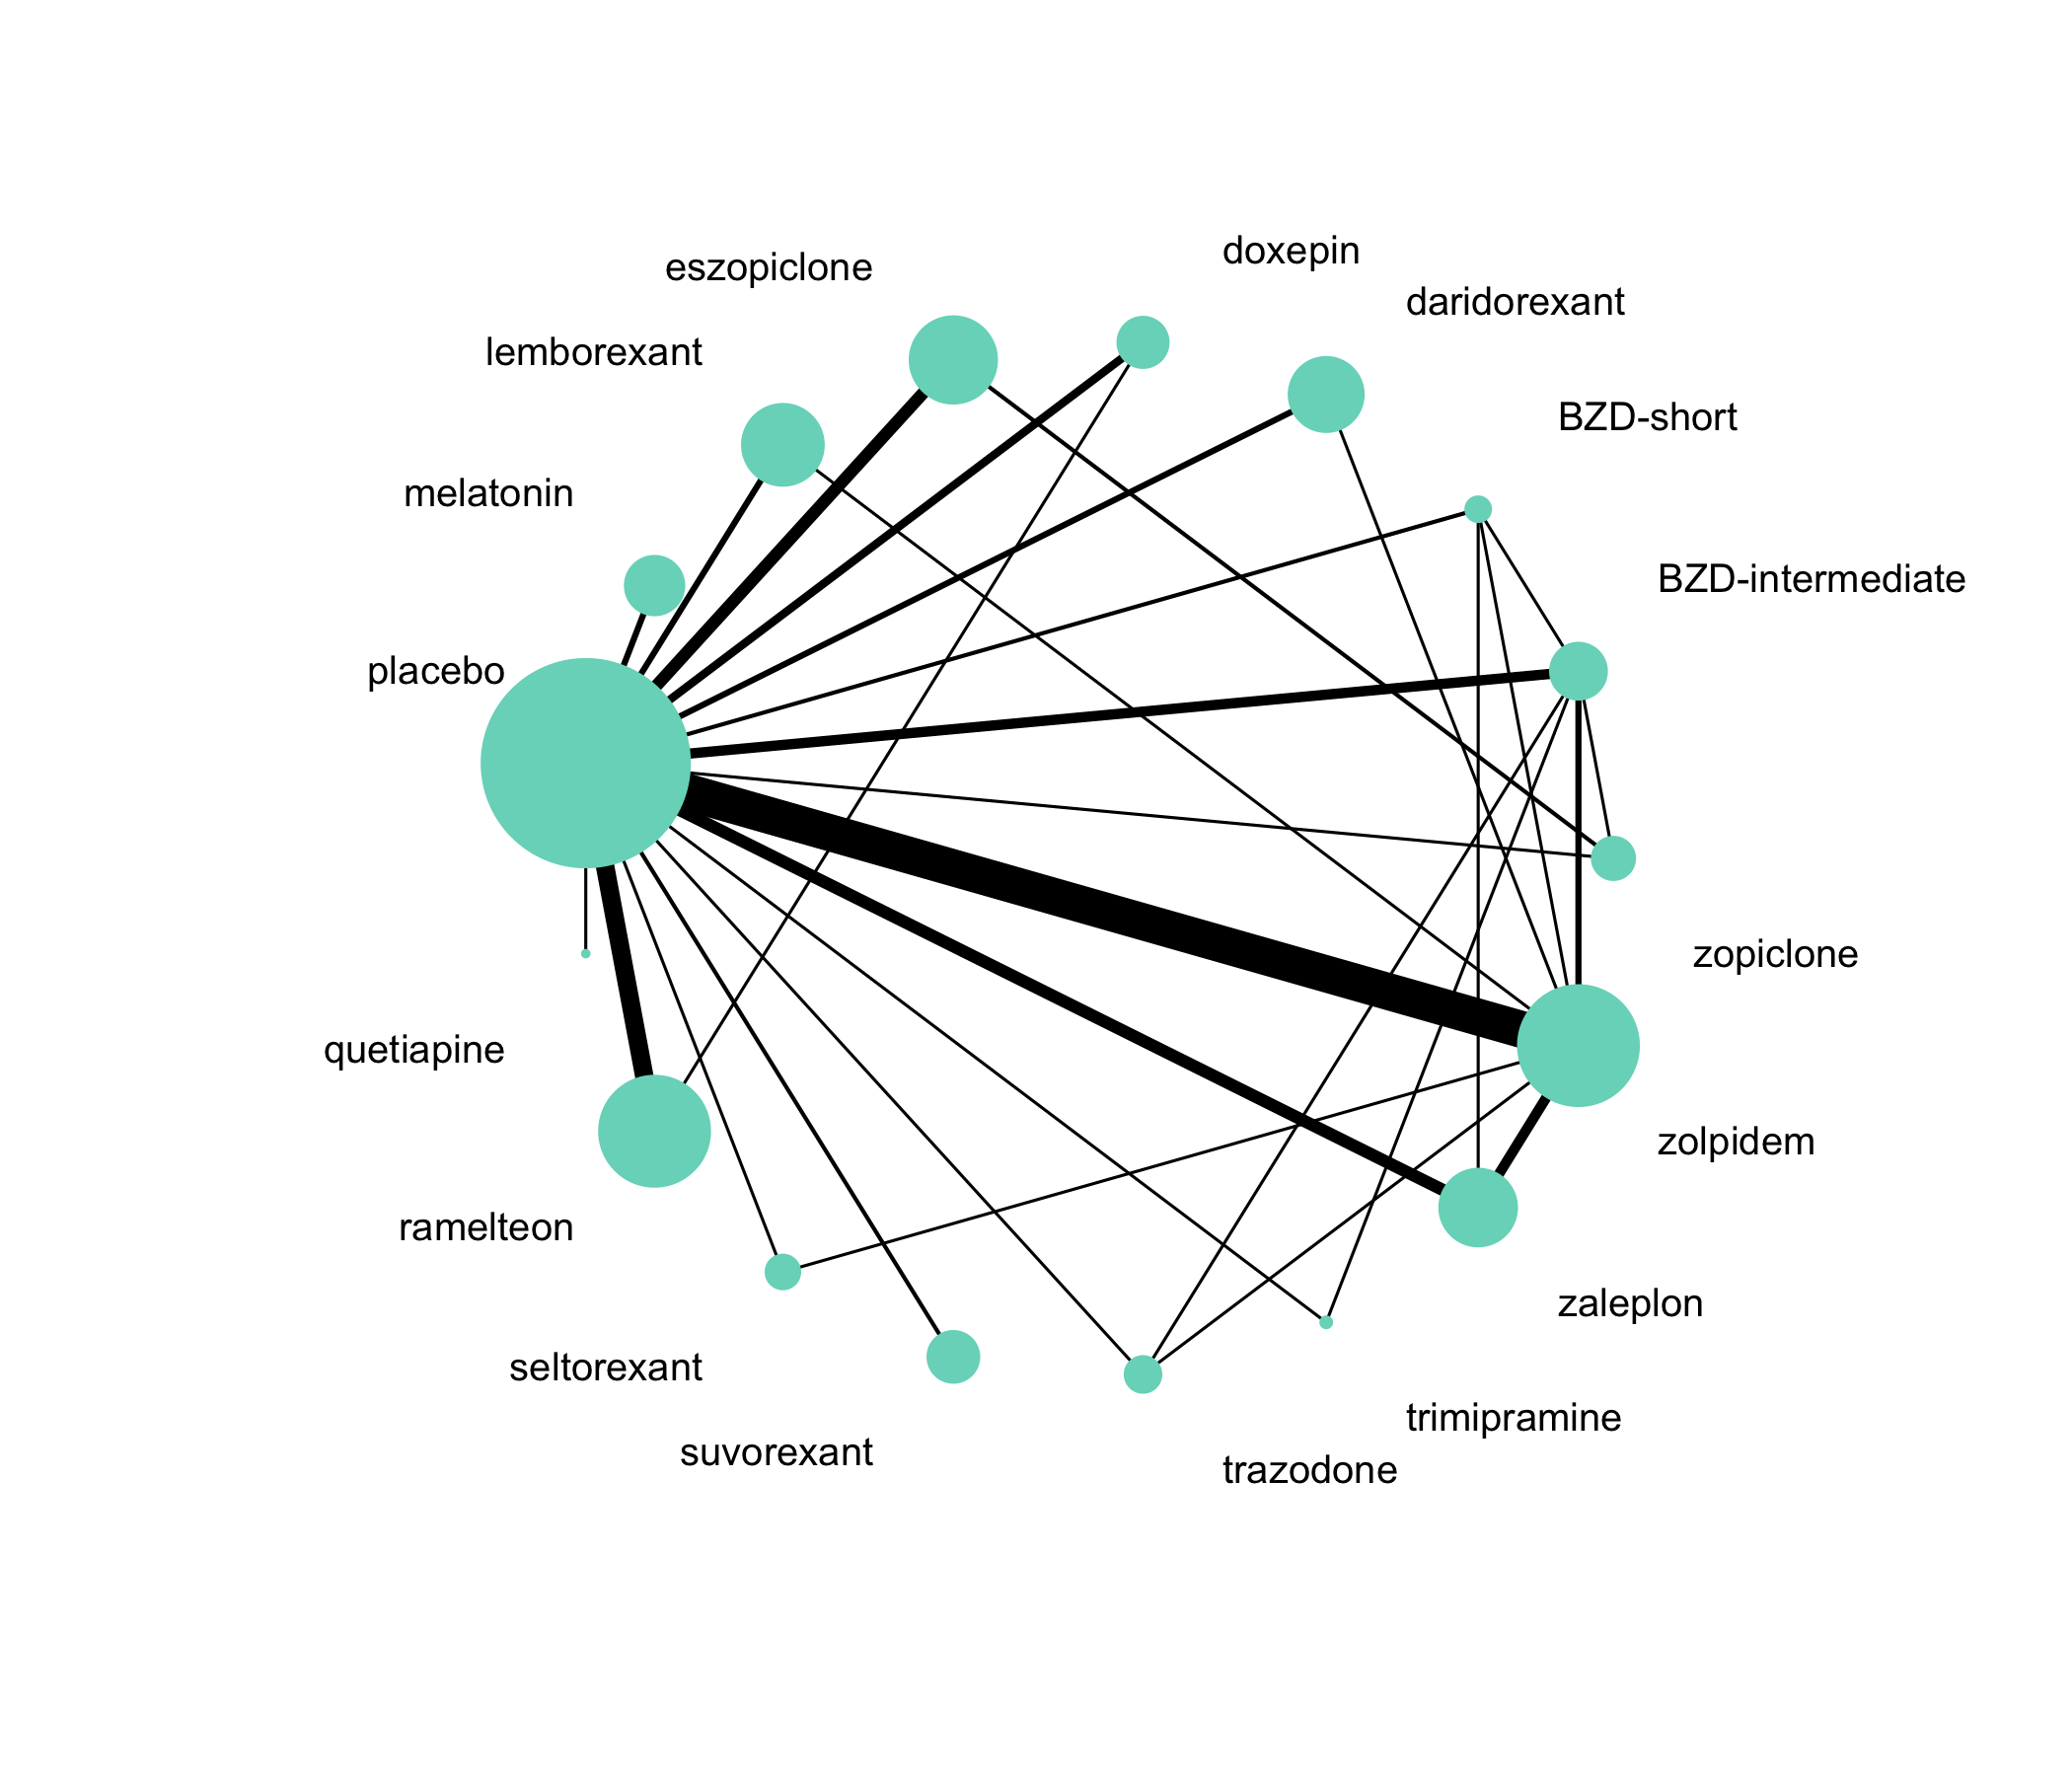 doxepin
eszopiclone
daridorexant
lemborexant
BZD-short
melatonin
BZD-intermediate
placebo
zopiclone
quetiapine
zolpidem
ramelteon
zaleplon
seltorexant
trimipramine
suvorexant
trazodone